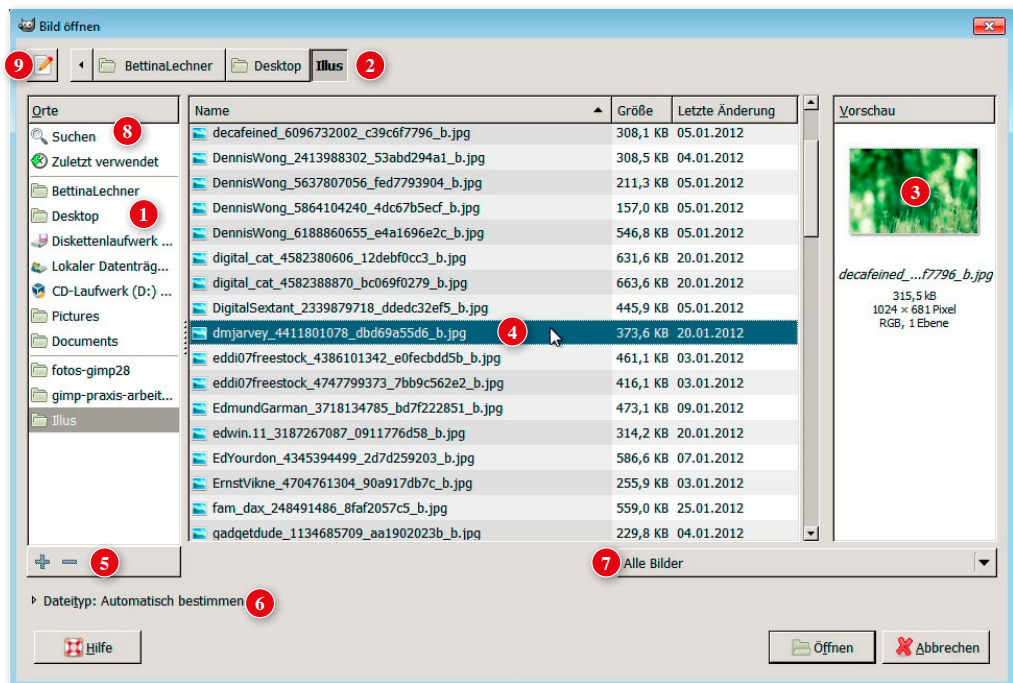 Bild öffnen
9
BettinaLechner Desktop Illus 2
Orte
Suchen 8
Zuletzt verwendet
BettinaLechner
Desktop 1
Diskettenlaufwerk ...
Lokaler Datenträg...
CD-Laufwerk (D:) ...
Pictures
Documents
fotos-gimp28
gimp-praxis-arbeit...
Illus
5
Name Größe Letzte Änderung
decafeined_6096732002_c39c6f7796_b.jpg 308,1 KB 05.01.2012
DennisWong_2413988302_53abd294a1_b.jpg 308,5 KB 04.01.2012
DennisWong_5637807056_fed7793904_b.jpg 211,3 KB 05.01.2012
DennisWong_5864104240_4dc67b5ecf_b.jpg 157,0 KB 05.01.2012
DennisWong_6188860655_e4a1696e2c_b.jpg 546,8 KB 05.01.2012
digital_cat_4582380606_12debf0cc3_b.jpg 631,6 KB 20.01.2012
digital_cat_4582388870_bc069f0279_b.jpg 663,6 KB 20.01.2012
DigitalSextant_2339879718_ddedc32ef5_b.jpg 445,9 KB 05.01.2012
dmjarvey_4411801078_dbd69a55d6_b.jpg 4 373,6 KB 20.01.2012
eddi07freestock_4386101342_e0fecbdd5b_b.jpg 461,1 KB 03.01.2012
eddi07freestock_4747799373_7bb9c562e2_b.jpg 416,1 KB 03.01.2012
EdmundGarman_3718134785_bd7f222851_b.jpg 473,1 KB 09.01.2012
edwin.11_3187267087_0911776d58_b.jpg 314,2 KB 20.01.2012
EdYourdon_4345394499_2d7d259203_b.jpg 586,6 KB 07.01.2012
ErnstVikne_4704761304_90a917db7c_b.jpg 255,9 KB 03.01.2012
fam_dax_248491486_8faf2057c5_b.jpg 559,0 KB 25.01.2012
gadgetdude_1134685709_aa1902023b_b.jpg 229,8 KB 04.01.2012
Vorschau
3
decafeined_...f7796_b.jpg
315,5 kB
1024 × 681 Pixel
RGB, 1 Ebene
7 Alle Bilder
Dateityp: Automatisch bestimmen 6
Hilfe
Öffnen
Abbrechen